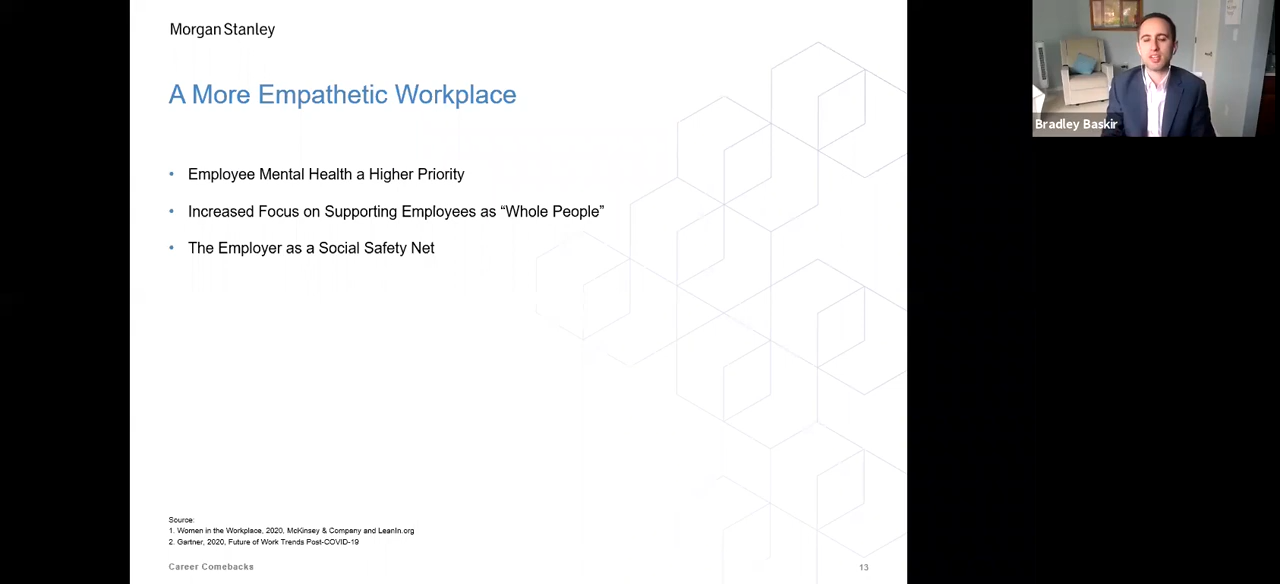 Morgan Stanley
A More Empathetic Workplace
• Employee Mental Health a Higher Priority
• Increased Focus on Supporting Employees as “Whole People”
• The Employer as a Social Safety Net
Source:
1. Women in the Workplace, 2020, McKinsey & Company and LeanIn.org
2. Gartner, 2020, Future of Work Trends Post-COVID-19
Career Comebacks
13
Bradley Baskir